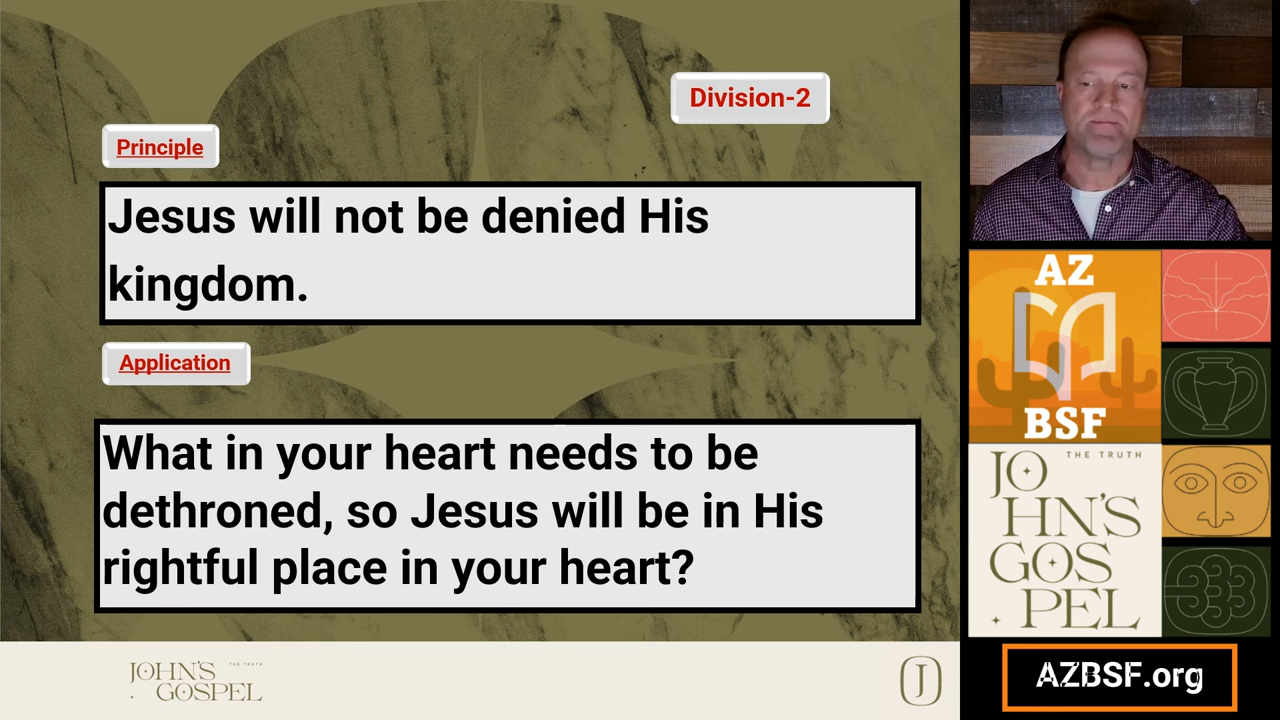 Division-2
Principle
Jesus will not be denied His
kingdom.
Application
What in your heart needs to be
dethroned, so Jesus will be in His
rightful place in your heart?
JOHN'S
THE TRUTH
GOSPEL
J
AZ
BSF
THE TRUTH
JO
HN'S
GOS
PEL
AZBSF.org